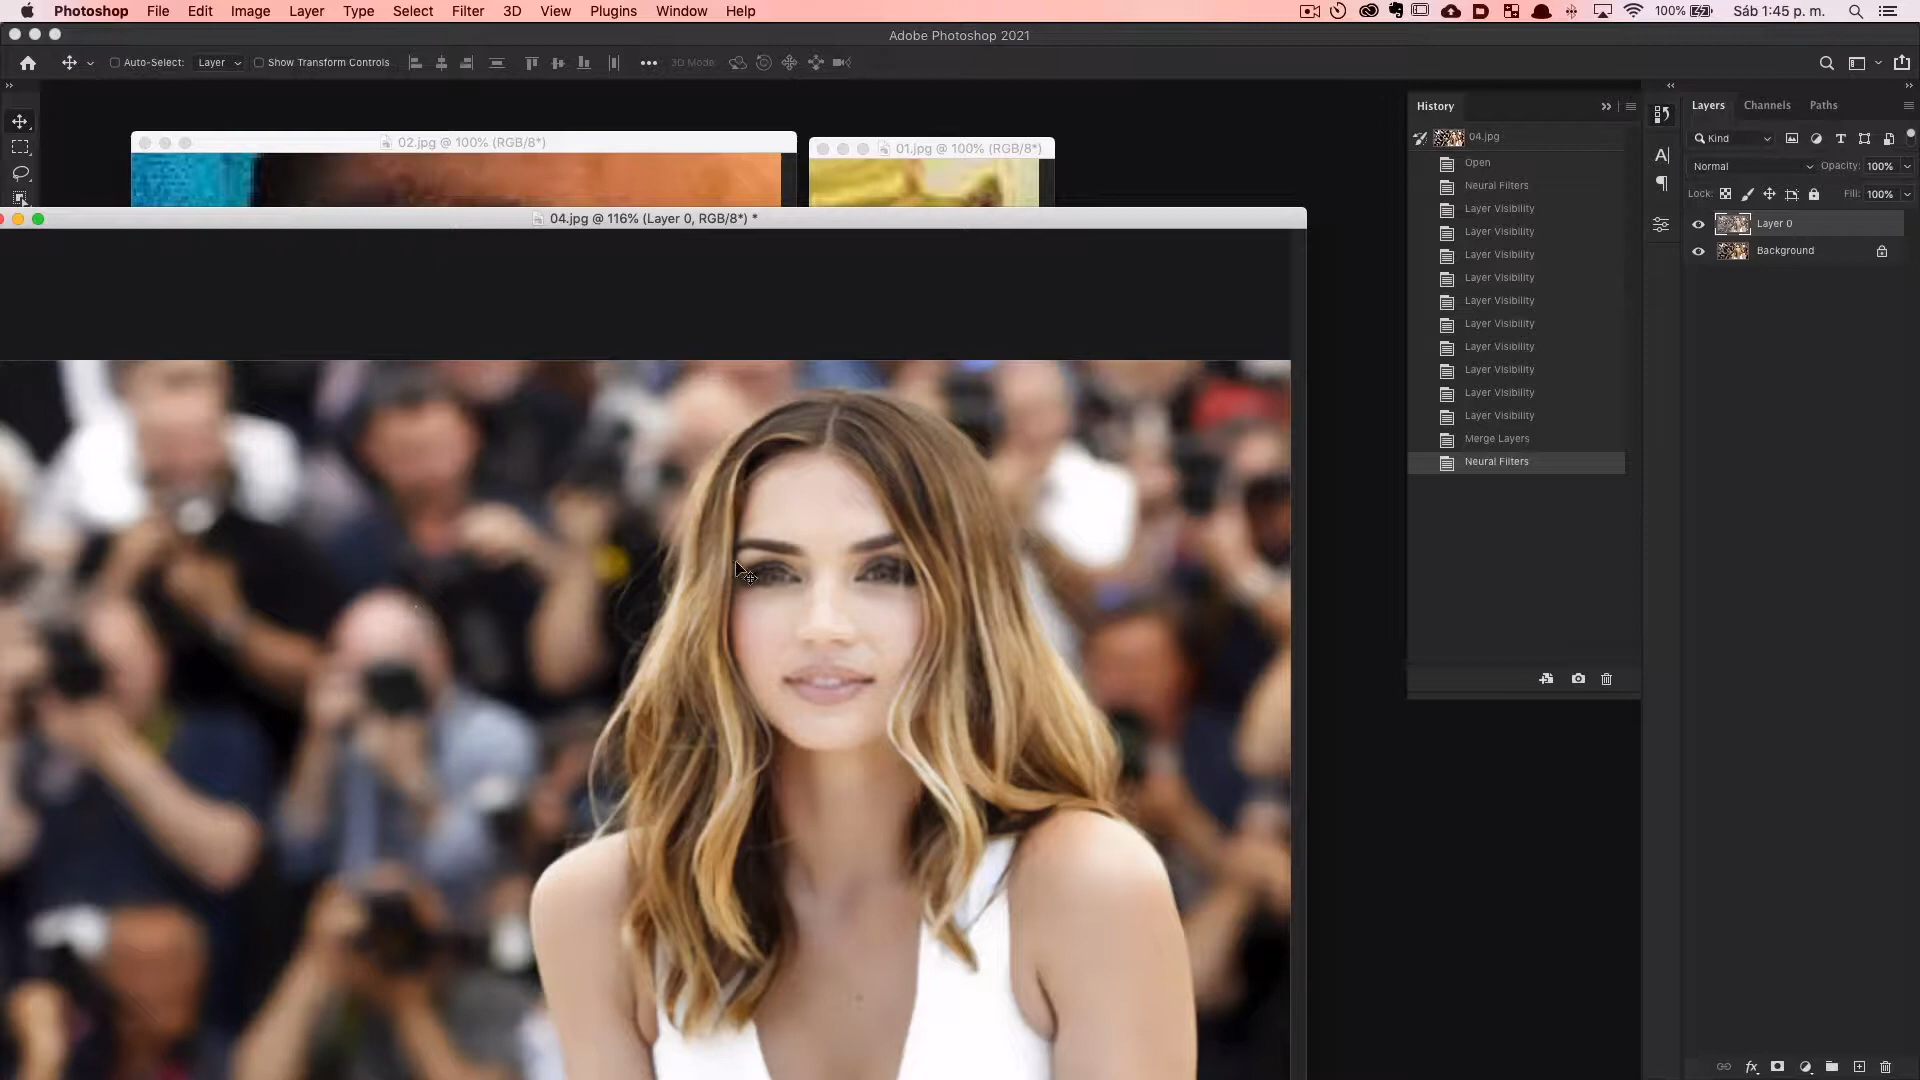 Photoshop File Edit Image Layer Type Select Filter 3D View Plugins Window Help 100% Sáb 1:45 p. m.
Adobe Photoshop 2021
Auto-Select: Layer Show Transform Controls 3D Mode:
History
Layers Channels Paths
02.jpg @ 100% (RGB/8*)
01.jpg @ 100% (RGB/8*)
04.jpg @ 116% (Layer 0, RGB/8*) *
04.jpg
Open
Neural Filters
Layer Visibility
Layer Visibility
Layer Visibility
Layer Visibility
Layer Visibility
Layer Visibility
Layer Visibility
Layer Visibility
Layer Visibility
Layer Visibility
Merge Layers
Neural Filters
Kind
Normal Opacity: 100%
Lock: Fill: 100%
Layer 0
Background